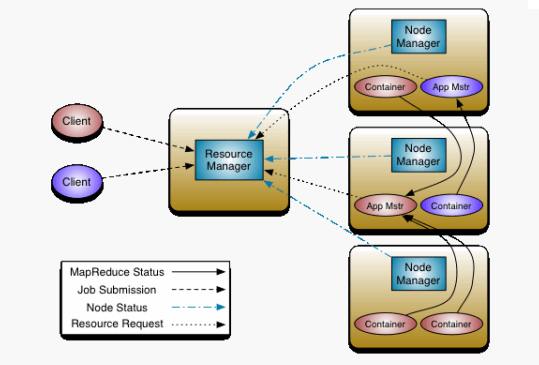 Node
Manager
Container
App Mstr
Client
Resource
Manager
Node
Manager
Client
App Mstr
Container
Node
Manager
MapReduce Status
Job Submission
Node Status
Resource Request
Container
Container